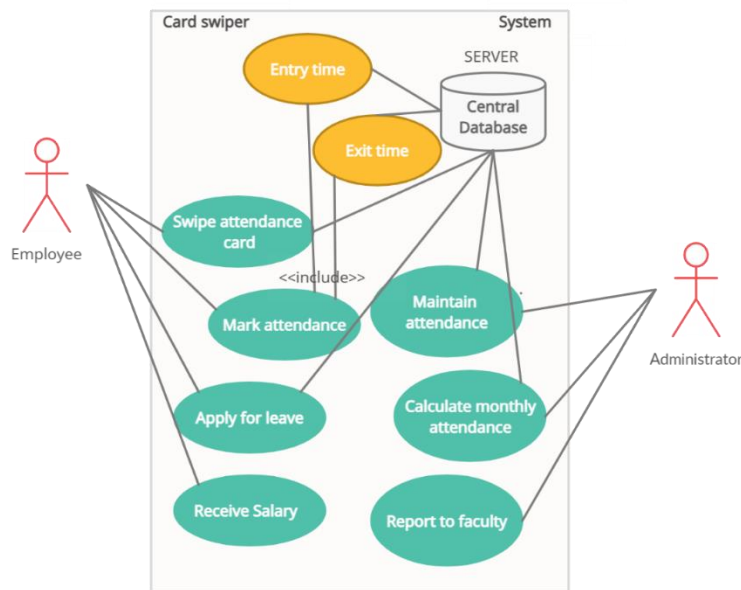 Card swiper
System
SERVER
Entry time
Central
Database
Exit time
Swipe attendance
card
Employee
<<include>>
Maintain
attendance
Mark attendance
Administrator
Calculate monthly
attendance
Apply for leave
Receive Salary
Report to faculty